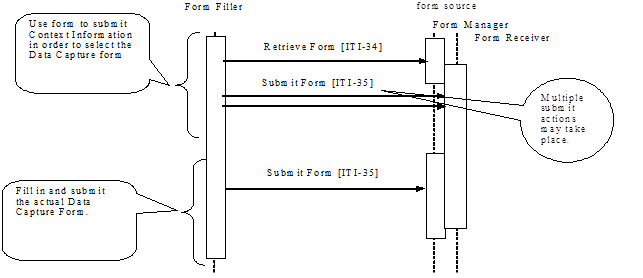 Form Filler
form source
Form Manager
Form Receiver
Use form to submit
Context Information
in order to select the
Data Capture form
Retrieve Form [ITI-34]
Submit Form [ITI-35]
Multiple
submit
actions
may take
place.
Submit Form [ITI-35]
Fill in and submit
the actual Data
Capture Form.